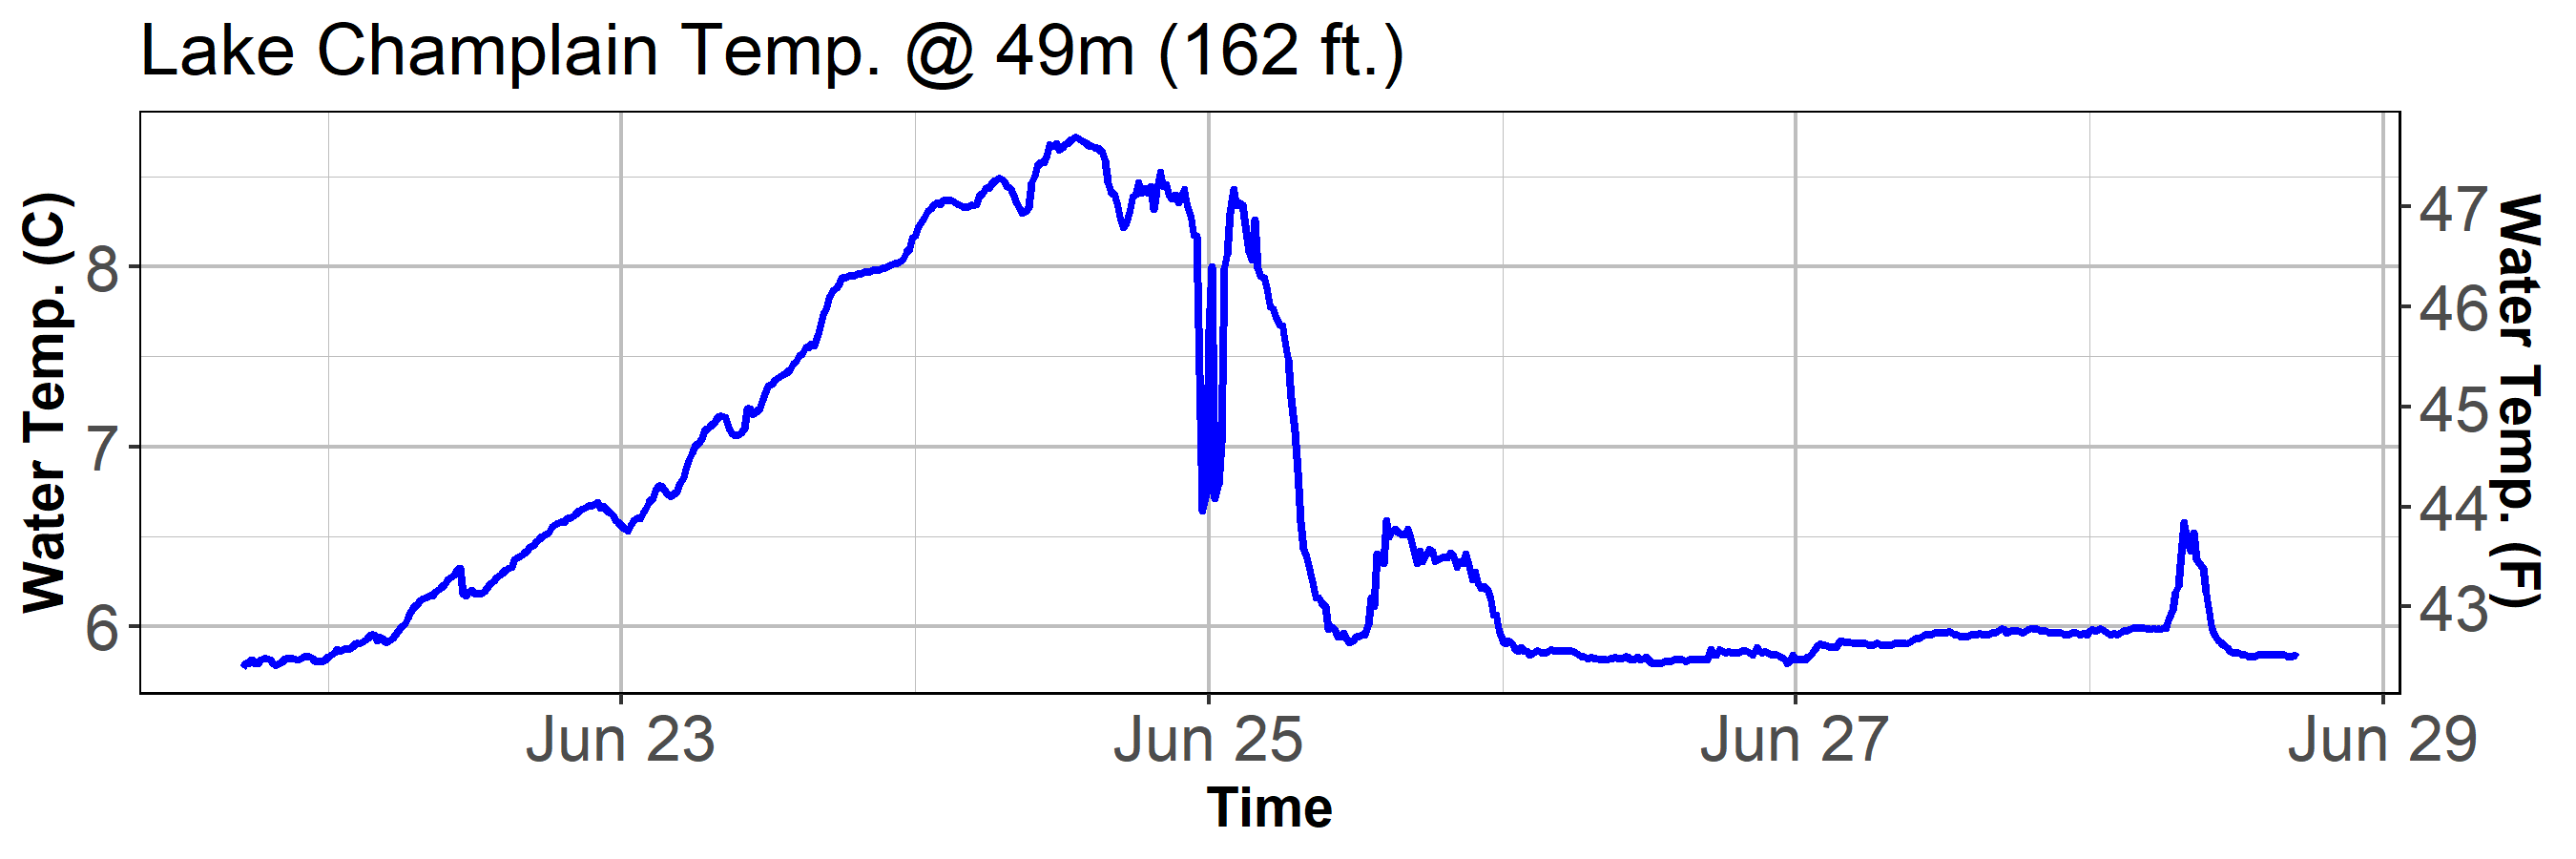 Lake Champlain Temp. @ 49m (162 ft.)
Water Temp. (C)
8
7
6
47
46
45
44
43
Water Temp. (F)
Jun 23
Jun 25
Jun 27
Jun 29
Time